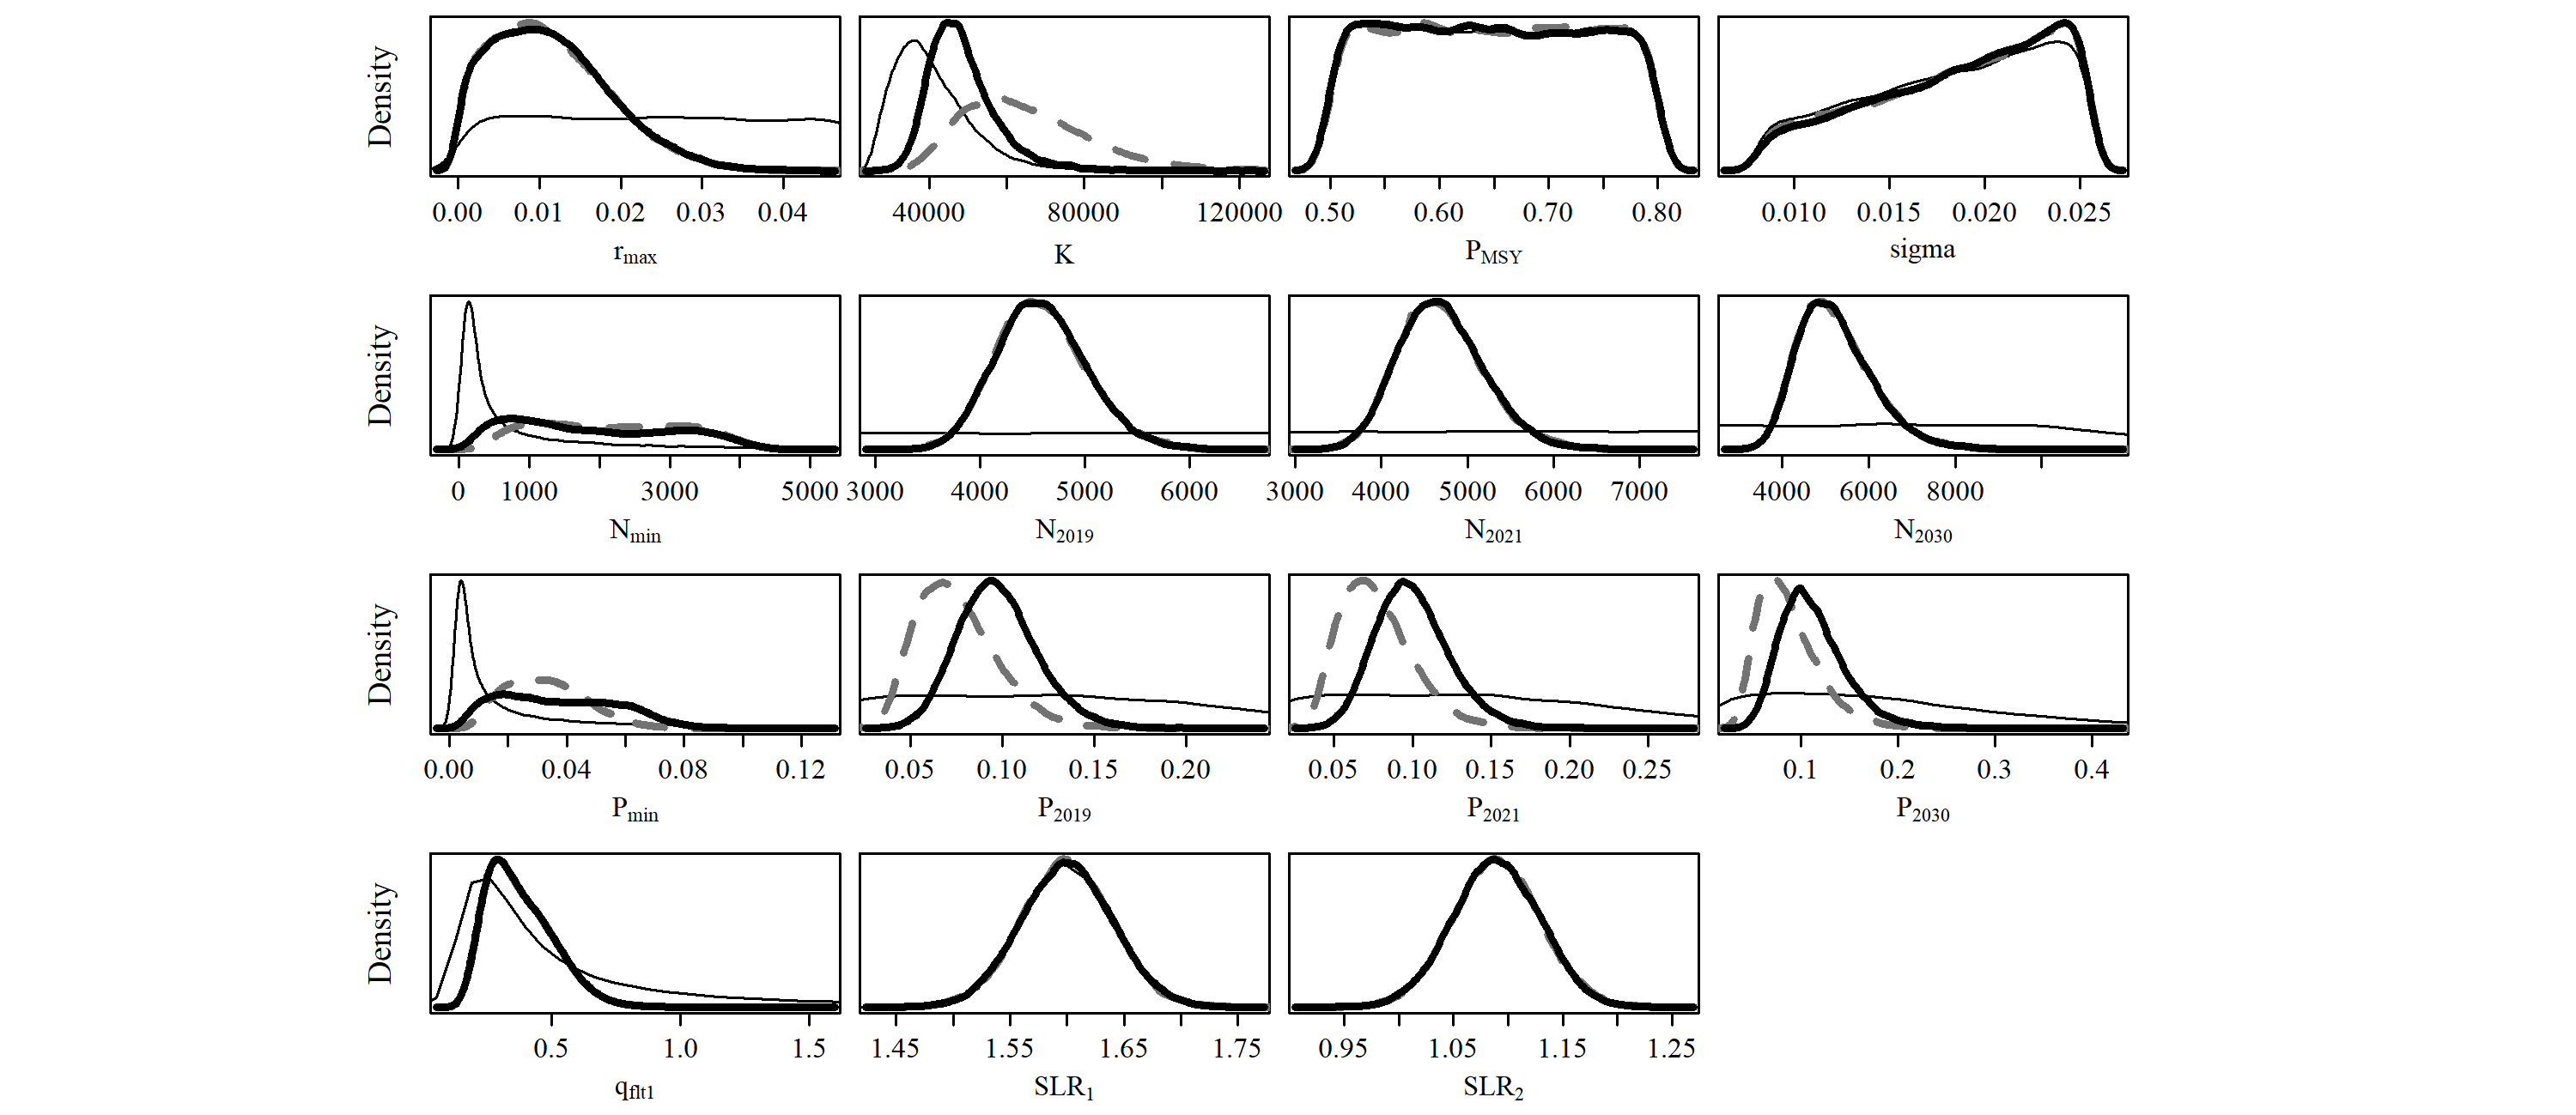 Density
0.00 0.01 0.02 0.03 0.04 40000 80000 120000 0.50 0.60 0.70 0.80 0.010 0.015 0.020 0.025
rmax K PMSY sigma
Density
0 1000 3000 5000 3000 4000 5000 6000 3000 4000 5000 6000 7000 4000 6000 8000
Nmin N2019 N2021 N2030
Density
0.00 0.04 0.08 0.12 0.05 0.10 0.15 0.20 0.05 0.10 0.15 0.20 0.25 0.1 0.2 0.3 0.4
Pmin P2019 P2021 P2030
Density
0.5 1.0 1.5 1.45 1.55 1.65 1.75 0.95 1.05 1.15 1.25
qflt1 SLR1 SLR2